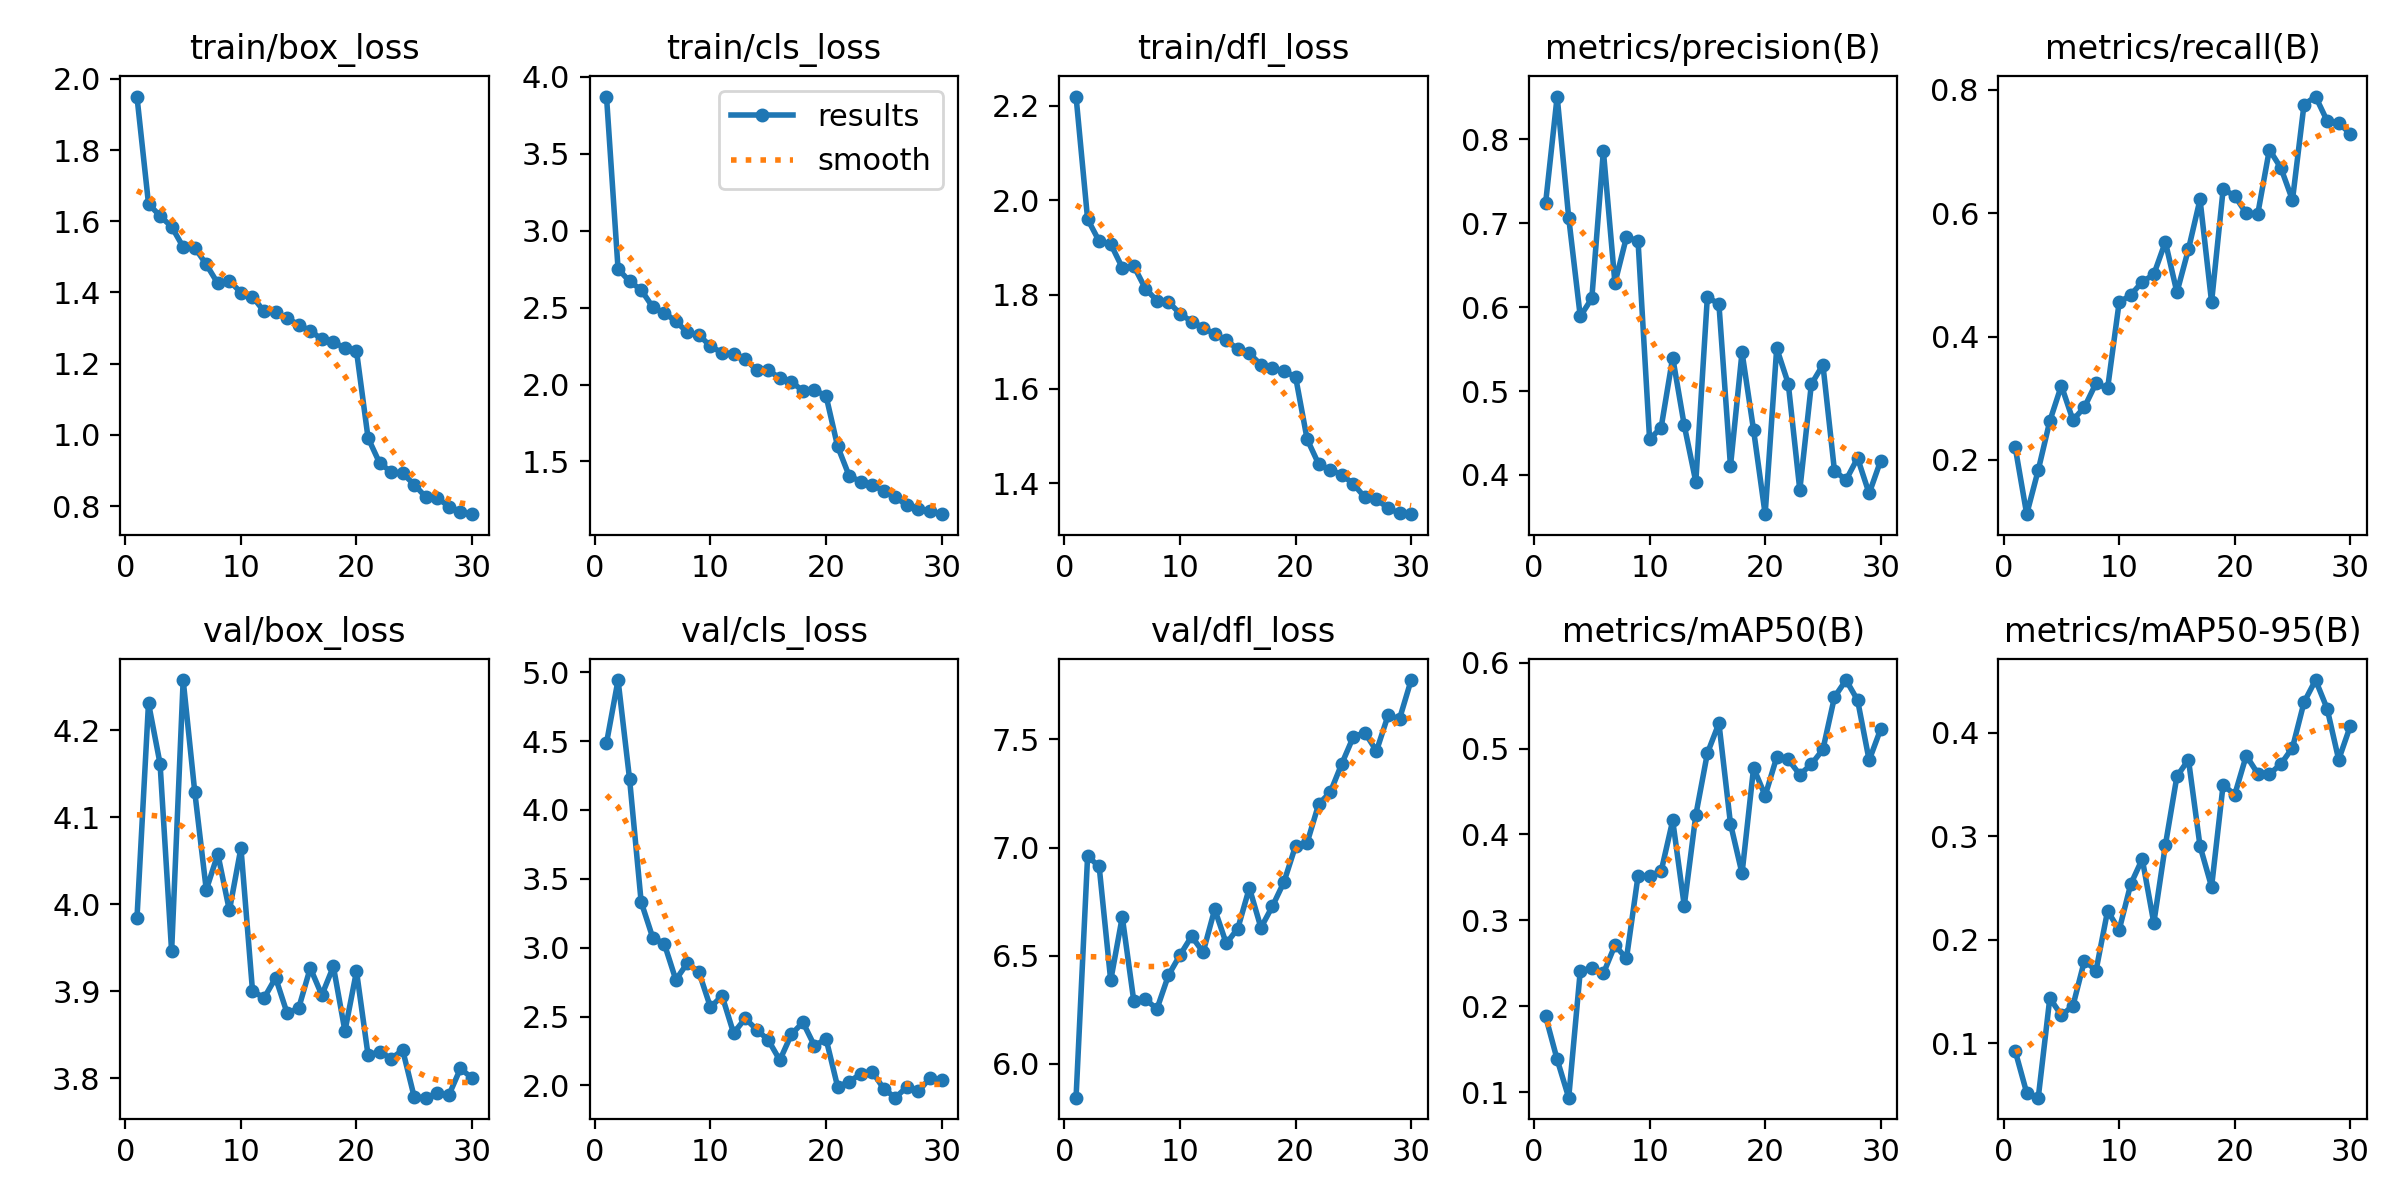 train/box_loss
2.0
1.8
1.6
1.4
1.2
1.0
0.8
0 10 20 30
train/cls_loss
4.0
3.5
3.0
2.5
2.0
1.5
results
smooth
0 10 20 30
train/dfl_loss
2.2
2.0
1.8
1.6
1.4
0 10 20 30
metrics/precision(B)
0.8
0.7
0.6
0.5
0.4
0 10 20 30
metrics/recall(B)
0.8
0.6
0.4
0.2
0 10 20 30
val/box_loss
4.2
4.1
4.0
3.9
3.8
0 10 20 30
val/cls_loss
5.0
4.5
4.0
3.5
3.0
2.5
2.0
0 10 20 30
val/dfl_loss
7.5
7.0
6.5
6.0
0 10 20 30
metrics/mAP50(B)
0.6
0.5
0.4
0.3
0.2
0.1
0 10 20 30
metrics/mAP50-95(B)
0.4
0.3
0.2
0.1
0 10 20 30